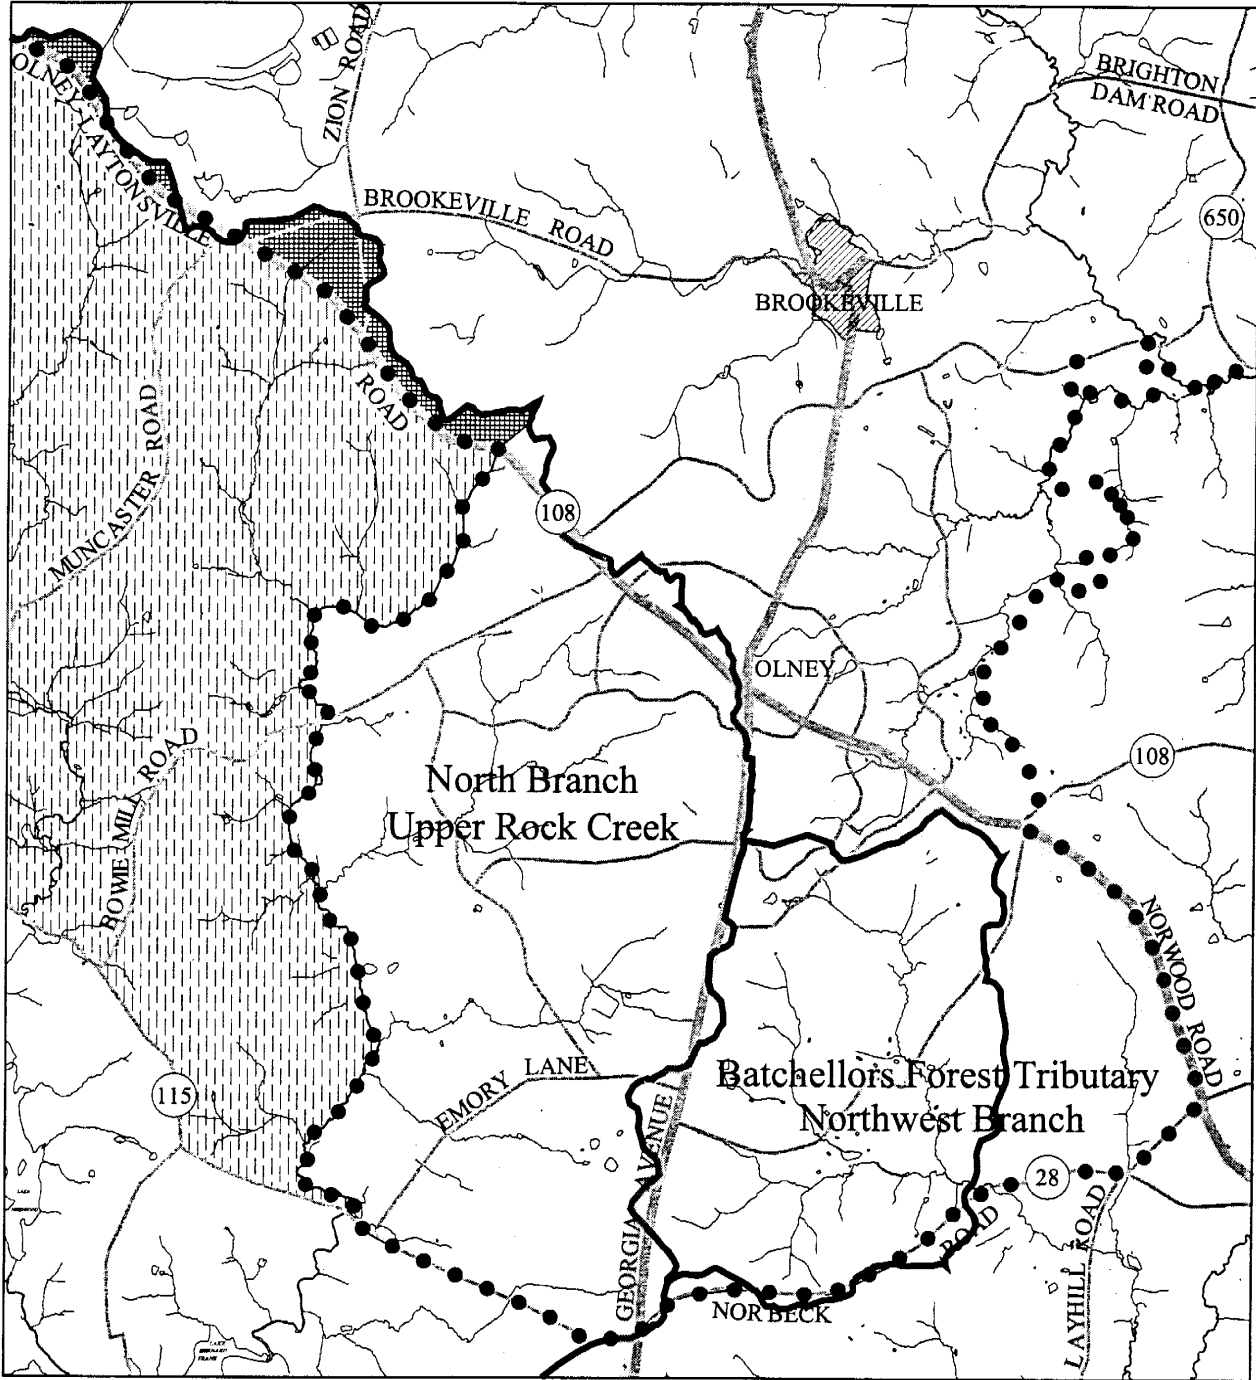 ZION ROAD
BRIGHTON
DAM ROAD
OLNEY-LAYTONSVILLE
ROAD
650
BROOKEVILLE ROAD
BROOKEVILLE
MUNCASTER ROAD
108
OLNEY
108
BOWIE MILL ROAD
North Branch
Upper Rock Creek
NORWOOD ROAD
115
EMORY LANE
Batchellors Forest Tributary
Northwest Branch
28
GEORGIA AVENUE
NORBECK
ROAD
LAYHILL ROAD
LAKE